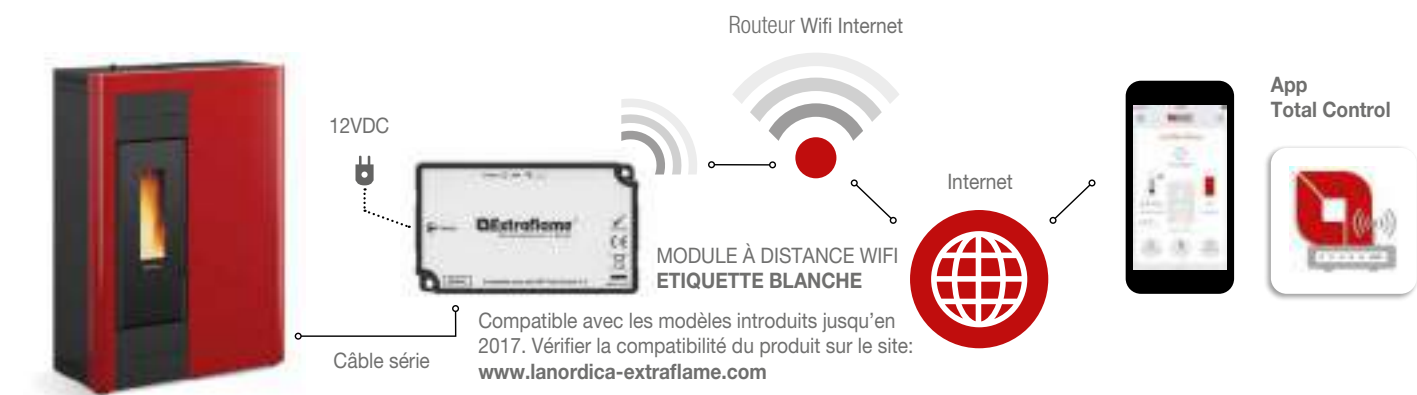 Routeur Wifi Internet
12VDC
Extraflame
CE
MODULE À DISTANCE WIFI
ETIQUETTE BLANCHE
Compatible avec les modèles introduits jusqu'en
2017. Vérifier la compatibilité du produit sur le site:
www.lanordica-extraflame.com
Câble série
Internet
App
Total Control